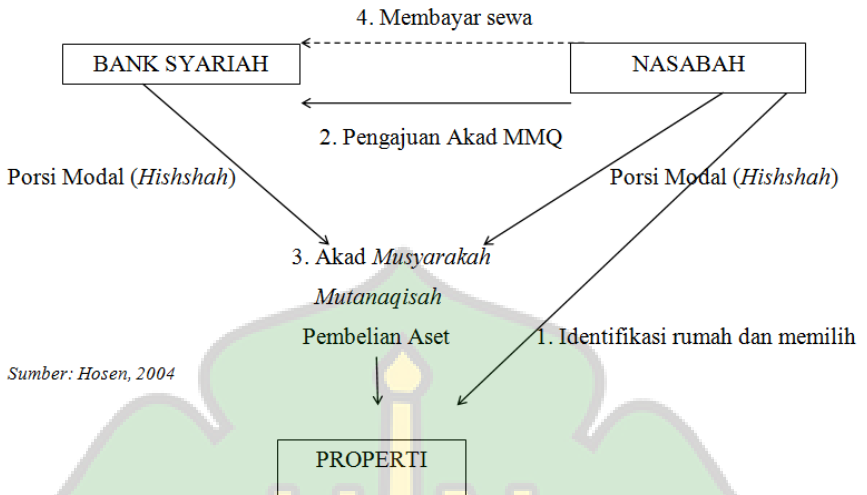 4. Membayar sewa
BANK SYARIAH
NASABAH
2. Pengajuan Akad MMQ
Porsi Modal (Hishshah)
Porsi Modal (Hishshah)
3. Akad Musyarakah
Mutanaqisah
Pembelian Aset
1. Identifikasi rumah dan memilih
Sumber: Hosen, 2004
PROPERTI